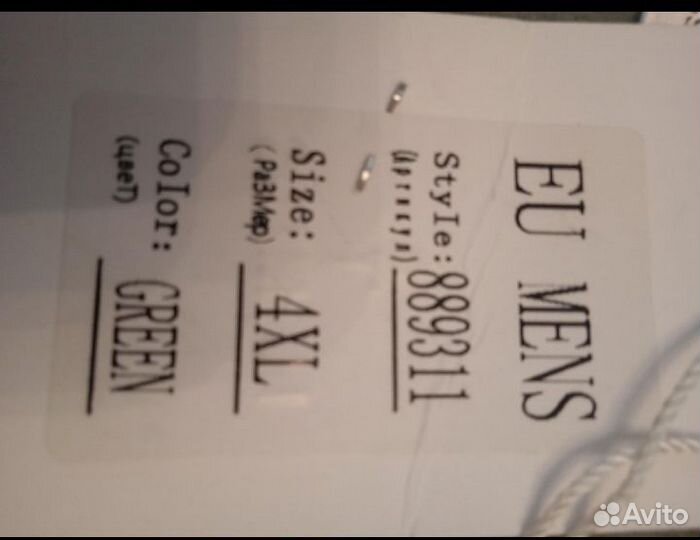 EU MENS
Style: 889311
(Артикул)
Size: 4XL
(РаЗМер)
Color: GREEN
(цвеТ)
Avito